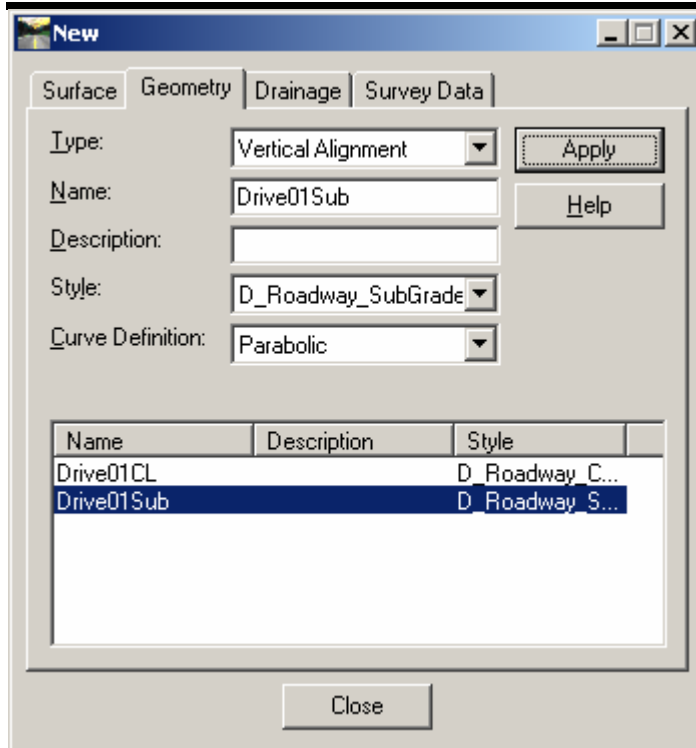 New
Surface Geometry Drainage Survey Data
Type: Vertical Alignment Apply
Name: Drive01Sub Help
Description:
Style: D_Roadway_SubGrade
Curve Definition: Parabolic
Name Description Style
Drive01CL D_Roadway_C...
Drive01Sub D_Roadway_S...
Close